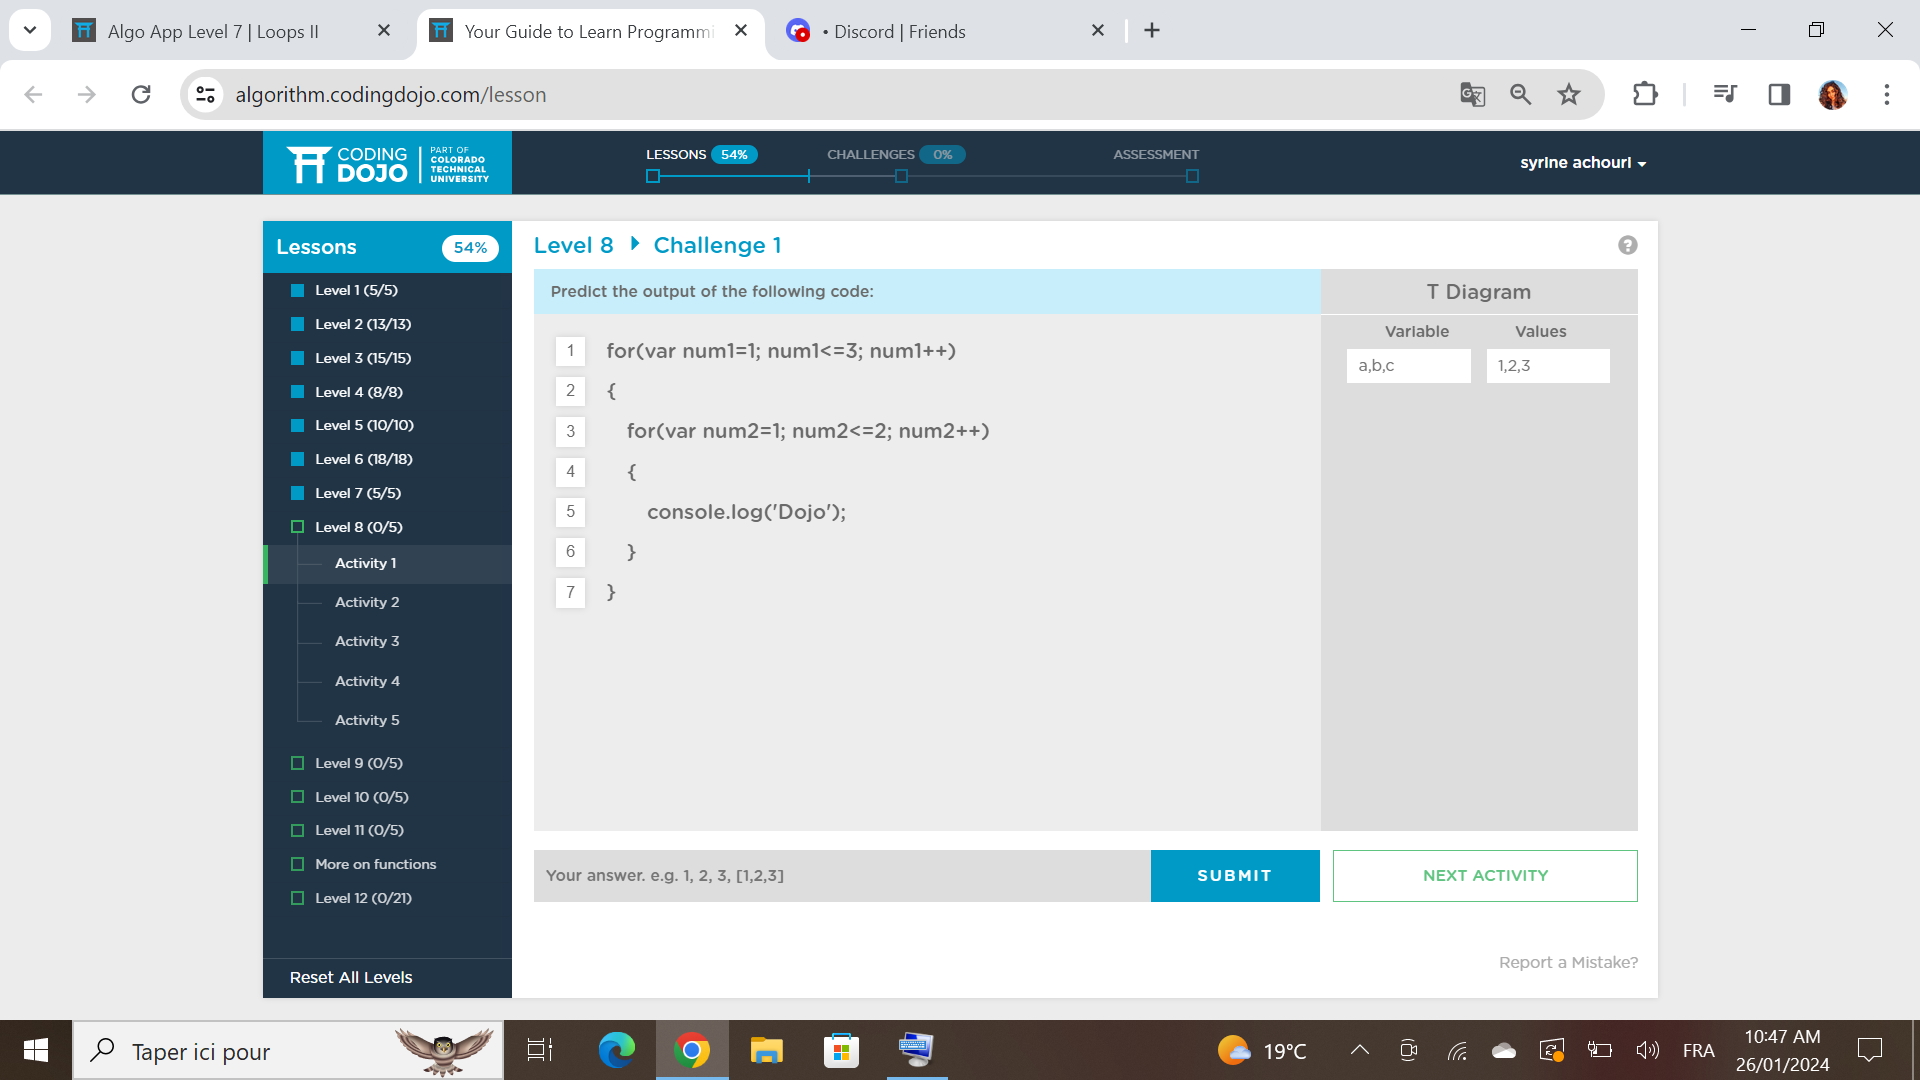 Algo App Level 7 | Loops II
Your Guide to Learn Programmi
• Discord | Friends
algorithm.codingdojo.com/lesson
CODING
DOJO
PART OF
COLORADO
TECHNICAL
UNIVERSITY
LESSONS 54%
CHALLENGES 0%
ASSESSMENT
syrine achouri
Lessons 54%
Level 1 (5/5)
Level 2 (13/13)
Level 3 (15/15)
Level 4 (8/8)
Level 5 (10/10)
Level 6 (18/18)
Level 7 (5/5)
Level 8 (0/5)
Activity 1
Activity 2
Activity 3
Activity 4
Activity 5
Level 9 (0/5)
Level 10 (0/5)
Level 11 (0/5)
More on functions
Level 12 (0/21)
Reset All Levels
Level 8 Challenge 1
?
Predict the output of the following code:
1 for(var num1=1; num1<=3; num1++)
2 {
3 for(var num2=1; num2<=2; num2++)
4 {
5 console.log('Dojo');
6 }
7 }
T Diagram
Variable Values
a,b,c 1,2,3
Your answer. e.g. 1, 2, 3, [1,2,3]
SUBMIT
NEXT ACTIVITY
Report a Mistake?
Taper ici pour
19°C
FRA
10:47 AM
26/01/2024